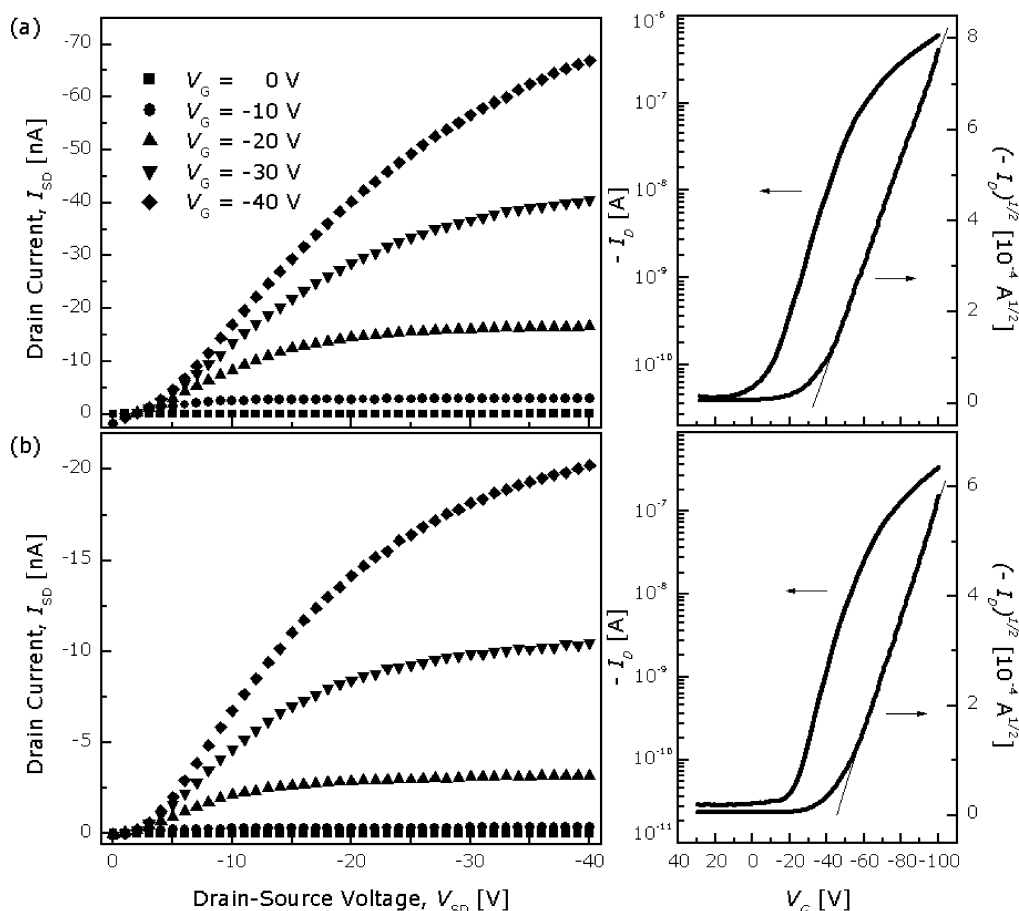 (a)
-70
-60
-50
-40
-30
-20
-10
0
Drain Current, I_SD [nA]
V_G = 0 V
V_G = -10 V
V_G = -20 V
V_G = -30 V
V_G = -40 V
10^-6
10^-7
10^-8
10^-9
10^-10
- I_D [A]
8
6
4
2
0
(- I_D)^1/2 [10^-4 A^1/2]
(b)
-20
-15
-10
-5
0
Drain Current, I_SD [nA]
0
-10
-20
-30
-40
Drain-Source Voltage, V_SD [V]
10^-7
10^-8
10^-9
10^-10
10^-11
- I_D [A]
6
4
2
0
(- I_D)^1/2 [10^-4 A^1/2]
40 20 0 -20 -40 -60 -80 -100
V_G [V]